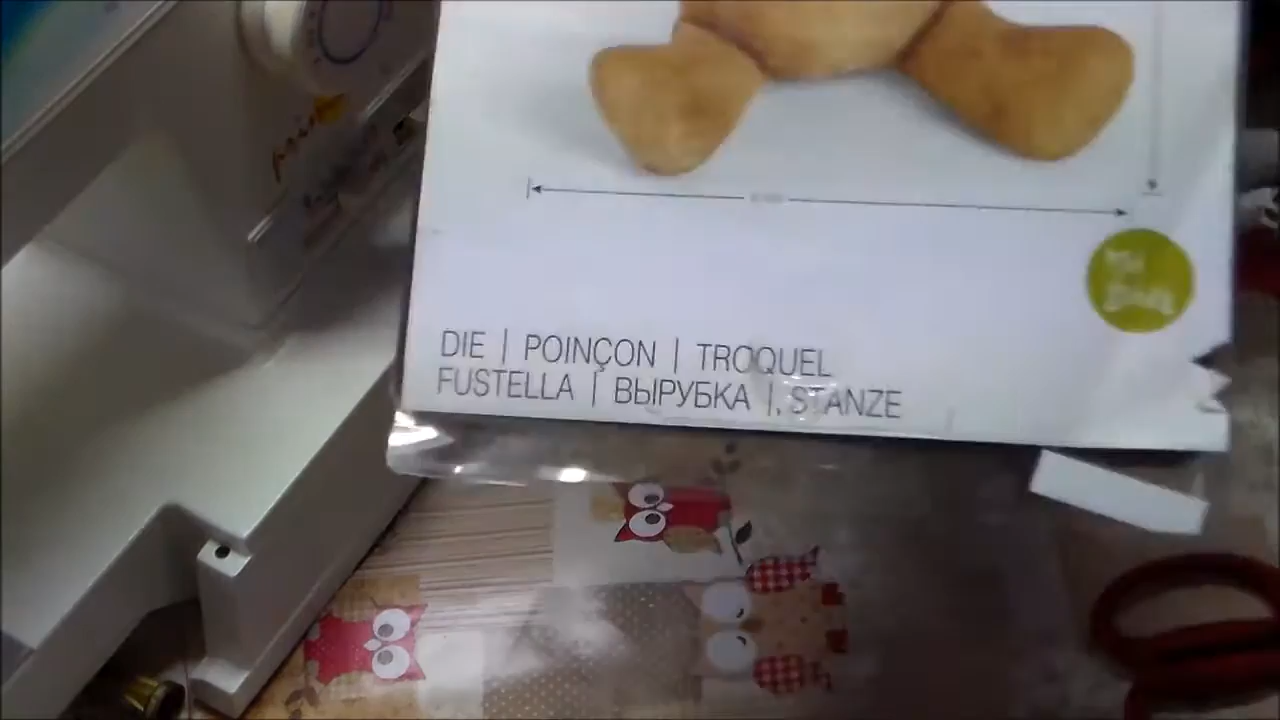 DIE | POINÇON | TROQUEL
FUSTELLA | ВЫРУБКА | STANZE